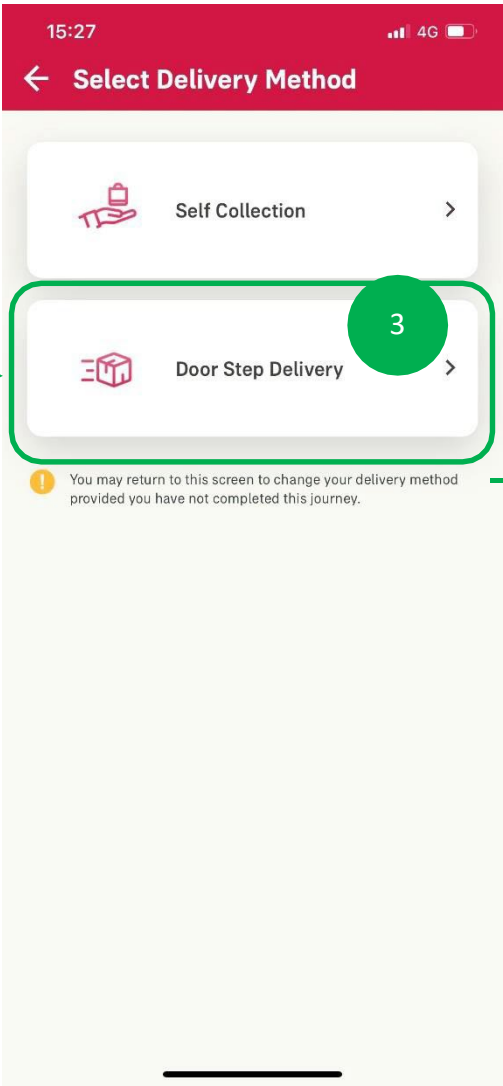 15:27
4G
Select Delivery Method
Self Collection
3
Door Step Delivery
You may return to this screen to change your delivery method
provided you have not completed this journey.